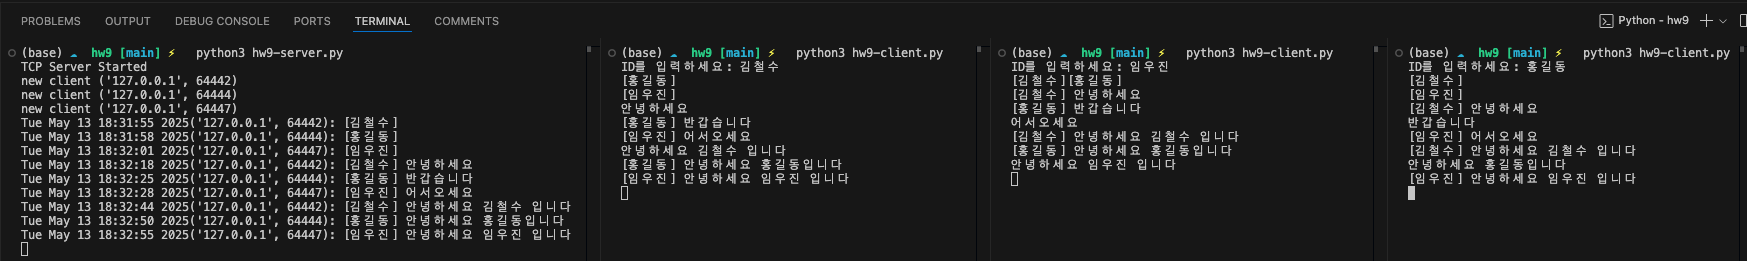 PROBLEMS OUTPUT DEBUG CONSOLE PORTS TERMINAL COMMENTS Python - hw9
(base) hw9 [main] ⚡ python3 hw9-server.py
TCP Server Started
new client ('127.0.0.1', 64442)
new client ('127.0.0.1', 64444)
new client ('127.0.0.1', 64447)
Tue May 13 18:31:55 2025('127.0.0.1', 64442): [김철수]
Tue May 13 18:31:58 2025('127.0.0.1', 64444): [홍길동]
Tue May 13 18:32:01 2025('127.0.0.1', 64447): [임우진]
Tue May 13 18:32:18 2025('127.0.0.1', 64442): [김철수] 안녕하세요
Tue May 13 18:32:25 2025('127.0.0.1', 64444): [홍길동] 반갑습니다
Tue May 13 18:32:28 2025('127.0.0.1', 64447): [임우진] 어서오세요
Tue May 13 18:32:44 2025('127.0.0.1', 64442): [김철수] 안녕하세요 김철수 입니다
Tue May 13 18:32:50 2025('127.0.0.1', 64444): [홍길동] 안녕하세요 홍길동입니다
Tue May 13 18:32:55 2025('127.0.0.1', 64447): [임우진] 안녕하세요 임우진 입니다
(base) hw9 [main] ⚡ python3 hw9-client.py
ID를 입력하세요: 김철수
[홍길동]
[임우진]
안녕하세요
[홍길동] 반갑습니다
[임우진] 어서오세요
안녕하세요 김철수 입니다
[홍길동] 안녕하세요 홍길동입니다
[임우진] 안녕하세요 임우진 입니다
(base) hw9 [main] ⚡ python3 hw9-client.py
ID를 입력하세요: 임우진
[김철수][홍길동]
[김철수] 안녕하세요
[홍길동] 반갑습니다
어서오세요
[김철수] 안녕하세요 김철수 입니다
[홍길동] 안녕하세요 홍길동입니다
안녕하세요 임우진 입니다
(base) hw9 [main] ⚡ python3 hw9-client.py
ID를 입력하세요: 홍길동
[김철수]
[임우진]
[김철수] 안녕하세요
반갑습니다
[임우진] 어서오세요
[김철수] 안녕하세요 김철수 입니다
안녕하세요 홍길동입니다
[임우진] 안녕하세요 임우진 입니다